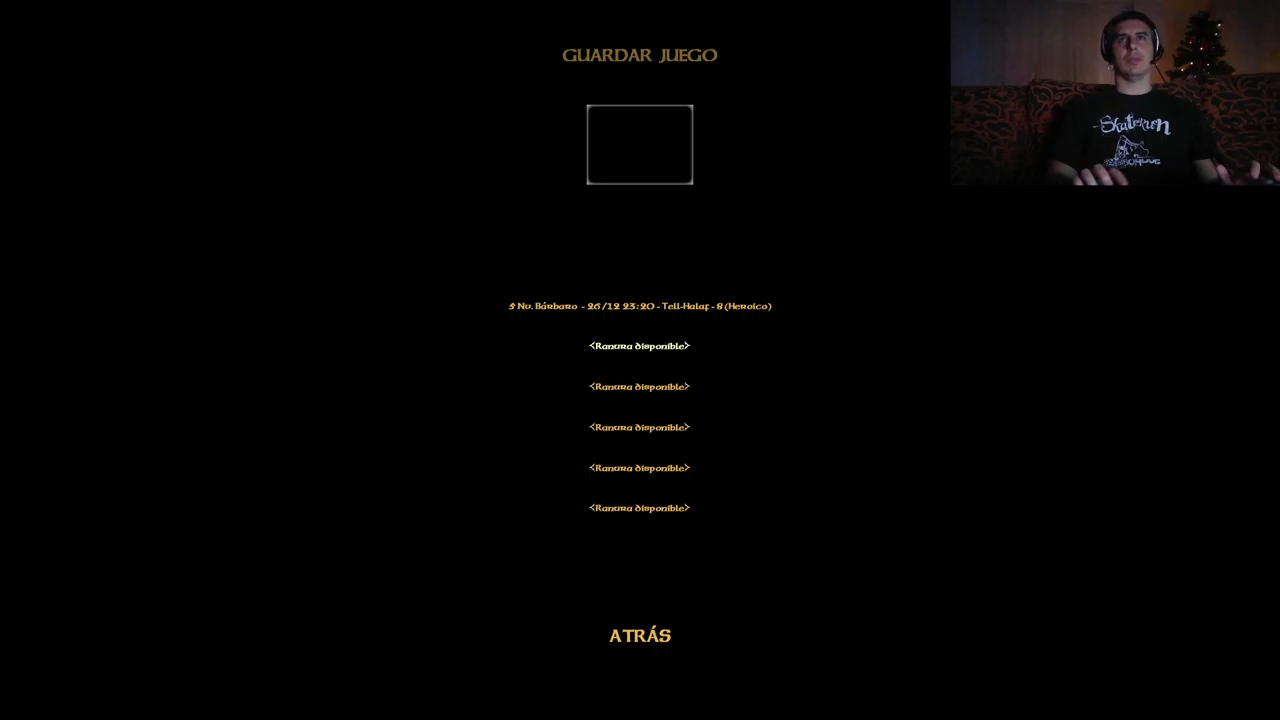 GUARDAR JUEGO
5 Nv. Bárbaro - 26/12 23:20 - Tell-Halaf - 8 (Heroico)
<Ranura disponible>
<Ranura disponible>
<Ranura disponible>
<Ranura disponible>
<Ranura disponible>
ATRÁS